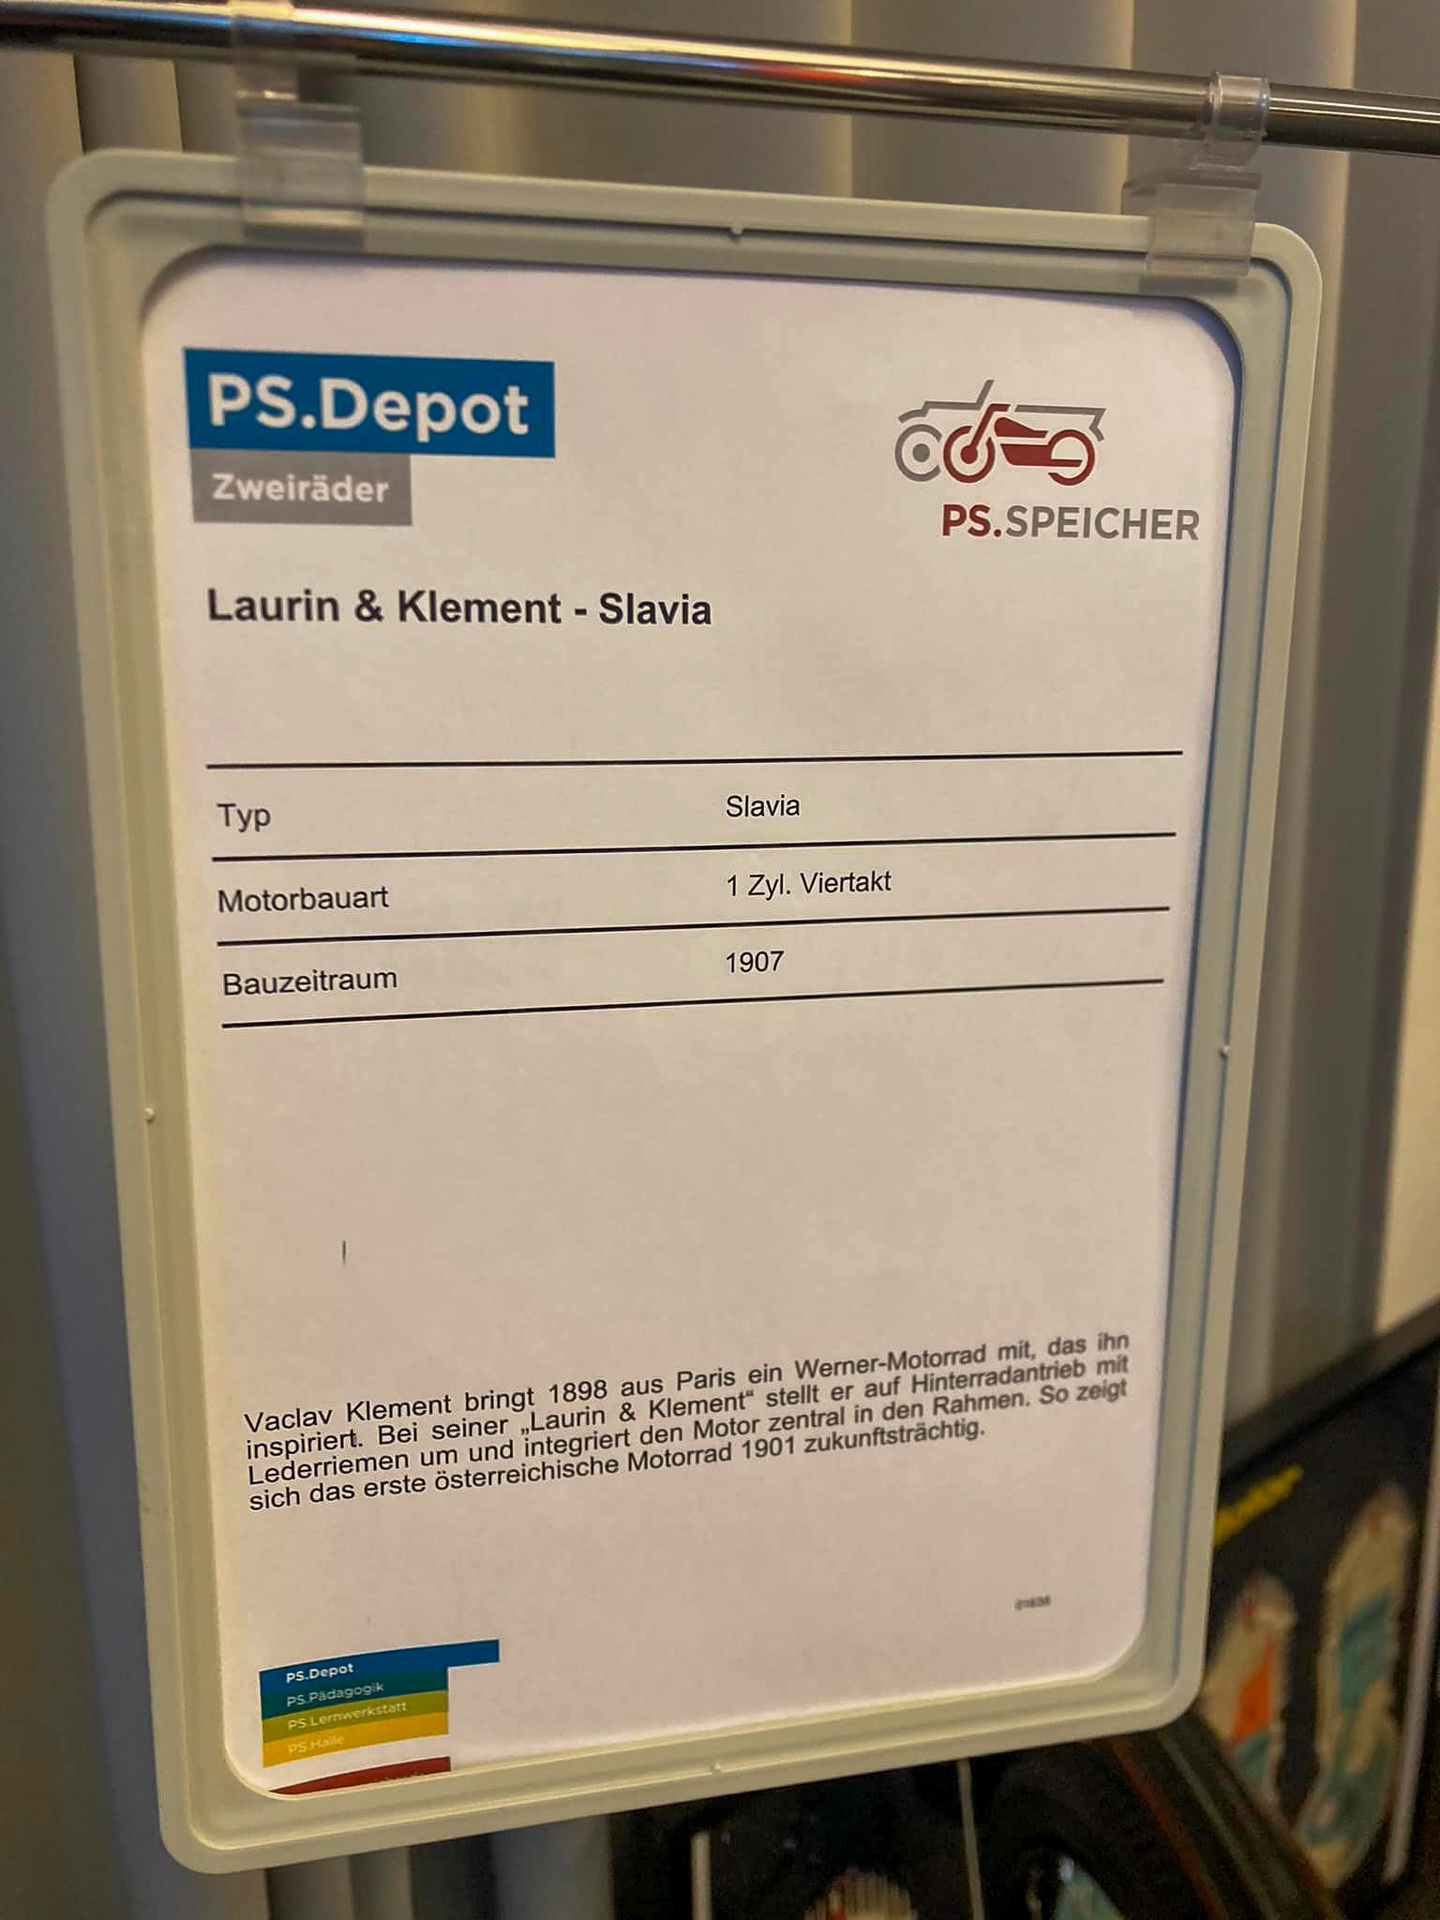 PS.Depot
Zweiräder
PS.SPEICHER
Laurin & Klement - Slavia
Typ Slavia
Motorbauart 1 Zyl. Viertakt
Bauzeitraum 1907
Vaclav Klement bringt 1898 aus Paris ein Werner-Motorrad mit, das ihn
inspiriert. Bei seiner „Laurin & Klement“ stellt er auf Hinterradantrieb mit
Lederriemen um und integriert den Motor zentral in den Rahmen. So zeigt
sich das erste österreichische Motorrad 1901 zukunftsträchtig.
PS.Depot
PS.Pädagogik
PS.Lernwerkstatt
PS.Halle